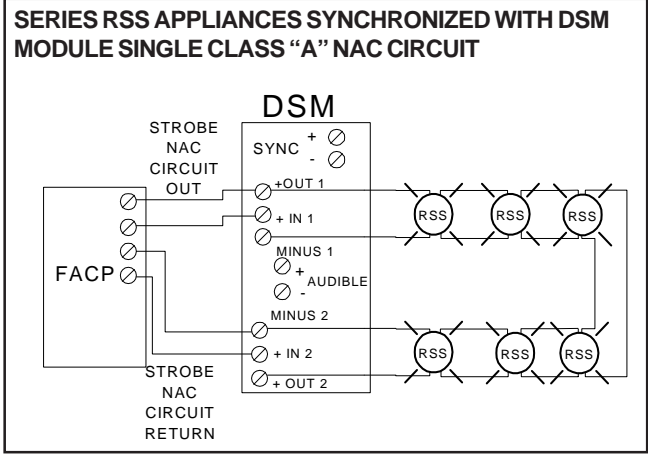 SERIES RSS APPLIANCES SYNCHRONIZED WITH DSM
MODULE SINGLE CLASS “A” NAC CIRCUIT
DSM
STROBE
NAC
CIRCUIT
OUT
SYNC + -
+OUT 1
+ IN 1
MINUS 1
+ AUDIBLE
-
MINUS 2
+ IN 2
+ OUT 2
FACP
RSS RSS RSS
RSS RSS RSS
STROBE
NAC
CIRCUIT
RETURN